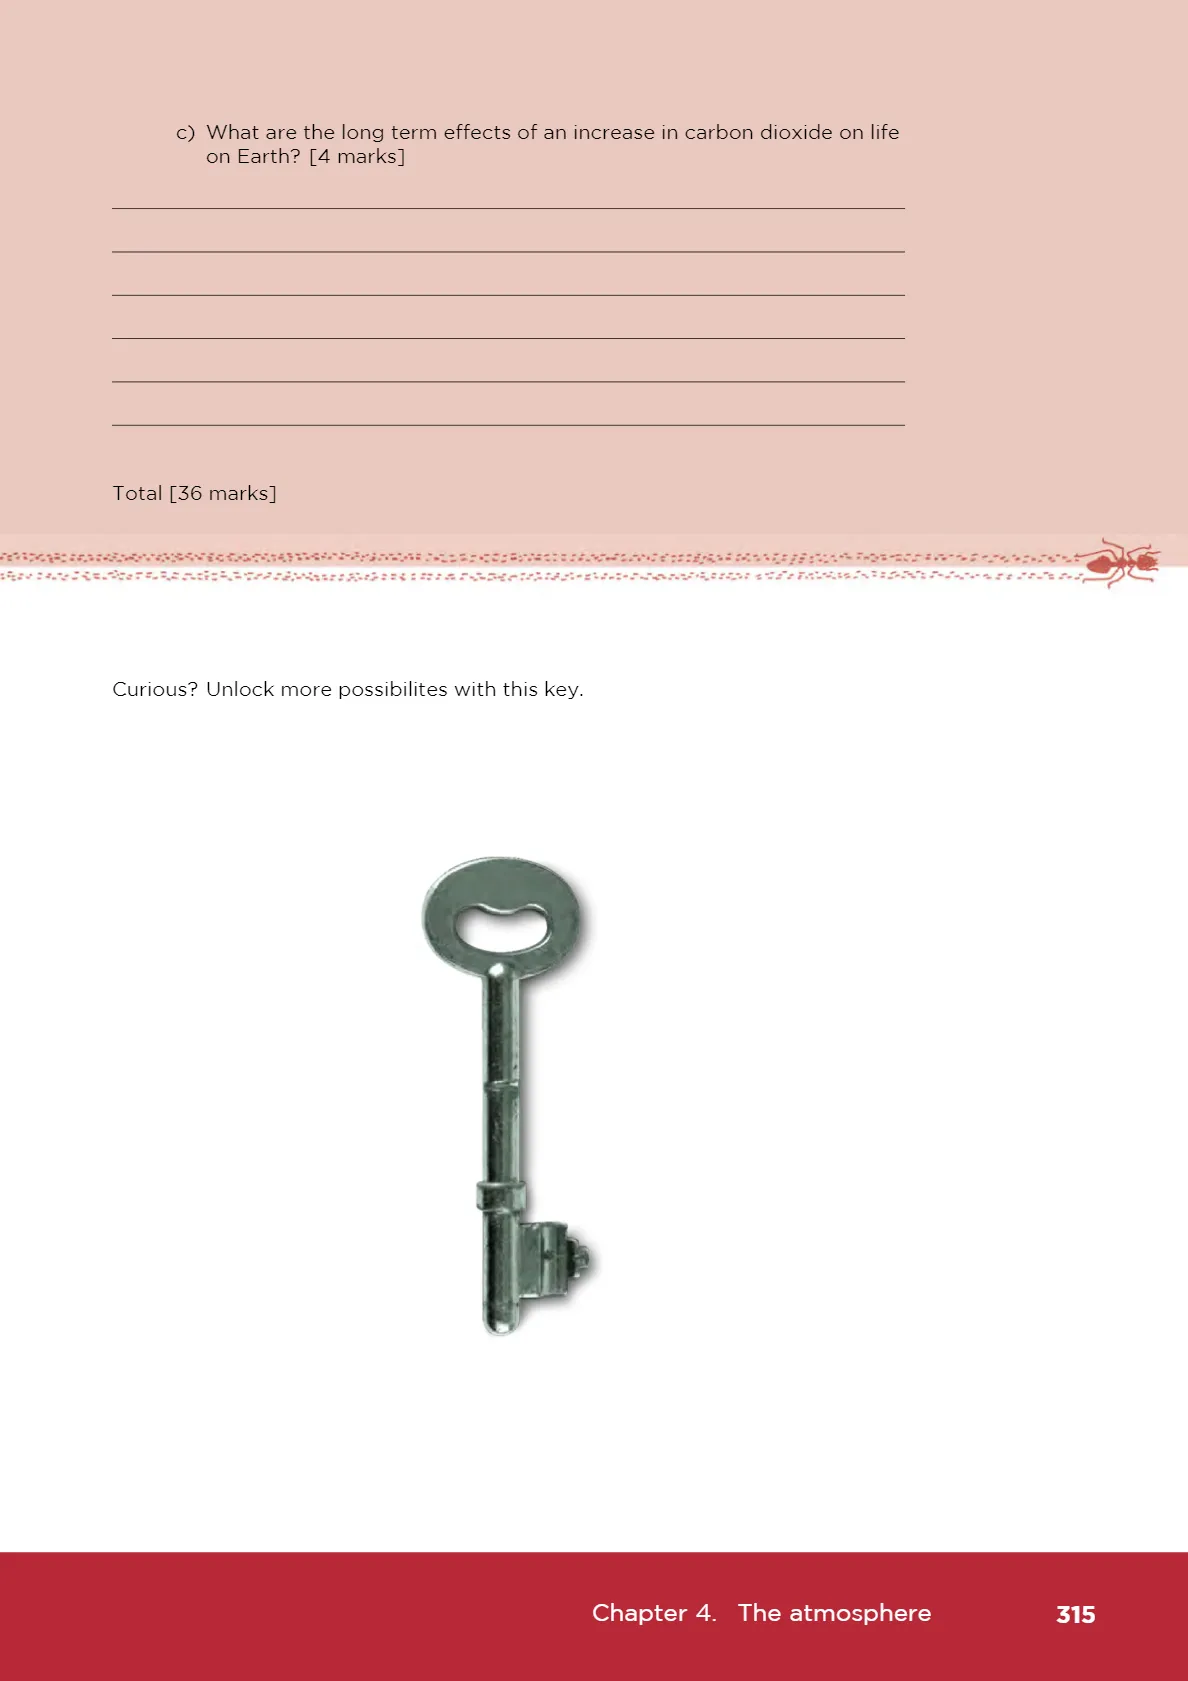 c) What are the long term effects of an increase in carbon dioxide on life
on Earth? [4 marks]
Total [36 marks]
Curious? Unlock more possibilites with this key.
Chapter 4. The atmosphere 315